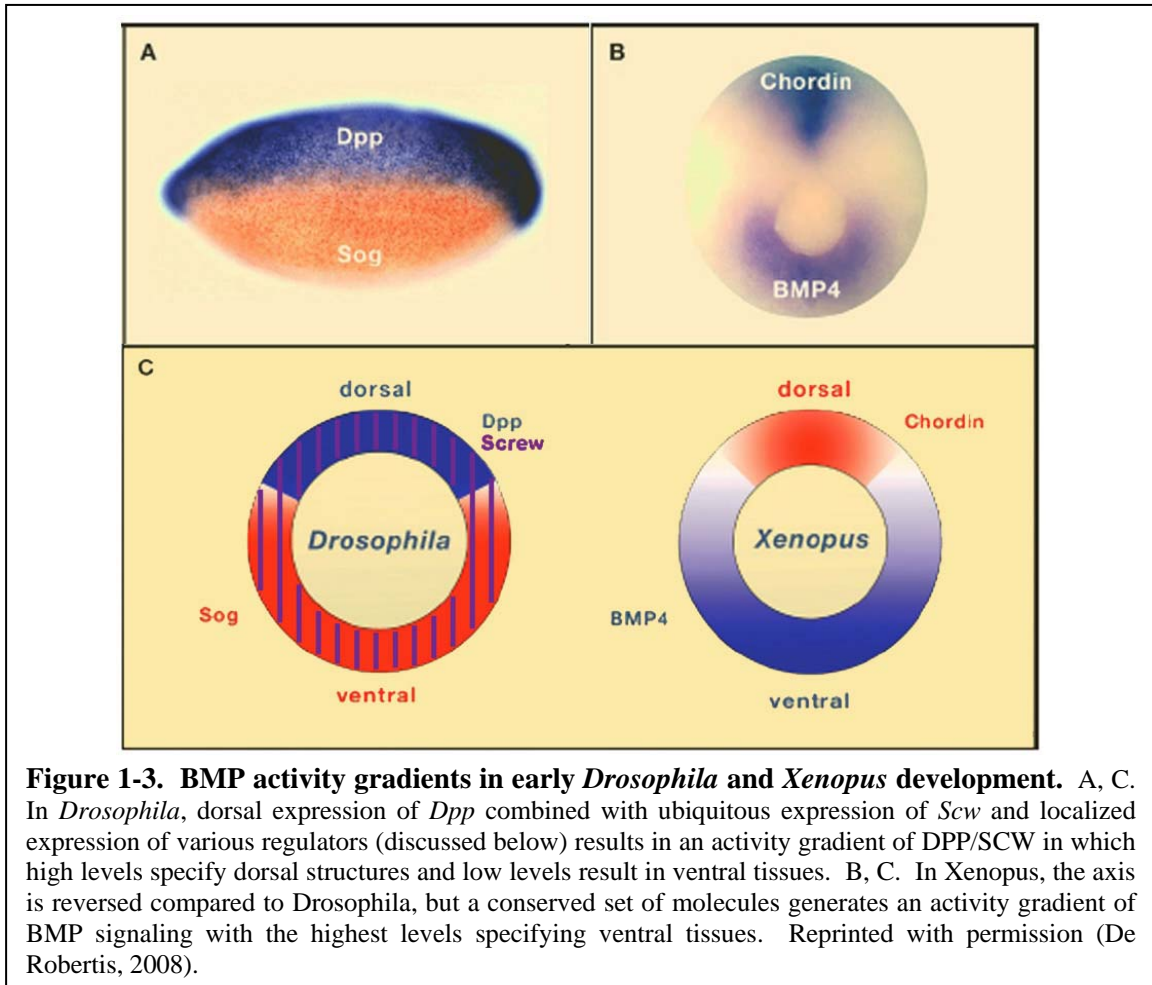 A
Dpp
Sog
B
Chordin
BMP4
C
dorsal
Dpp
Screw
Drosophila
Sog
ventral
dorsal
Chordin
Xenopus
BMP4
ventral
Figure 1-3. BMP activity gradients in early Drosophila and Xenopus development. A, C.
In Drosophila, dorsal expression of Dpp combined with ubiquitous expression of Scw and localized
expression of various regulators (discussed below) results in an activity gradient of DPP/SCW in which
high levels specify dorsal structures and low levels result in ventral tissues. B, C. In Xenopus, the axis
is reversed compared to Drosophila, but a conserved set of molecules generates an activity gradient of
BMP signaling with the highest levels specifying ventral tissues. Reprinted with permission (De
Robertis, 2008).